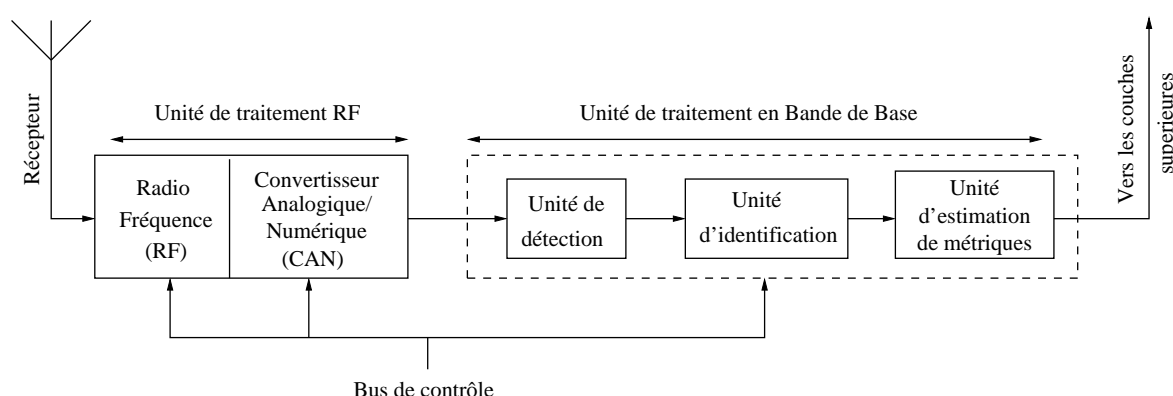 Récepteur
Unité de traitement RF
Radio
Fréquence
(RF)
Convertisseur
Analogique/
Numérique
(CAN)
Unité de traitement en Bande de Base
Unité de
détection
Unité
d'identification
Unité
d'estimation
de métriques
Vers les couches
superieures
Bus de contrôle